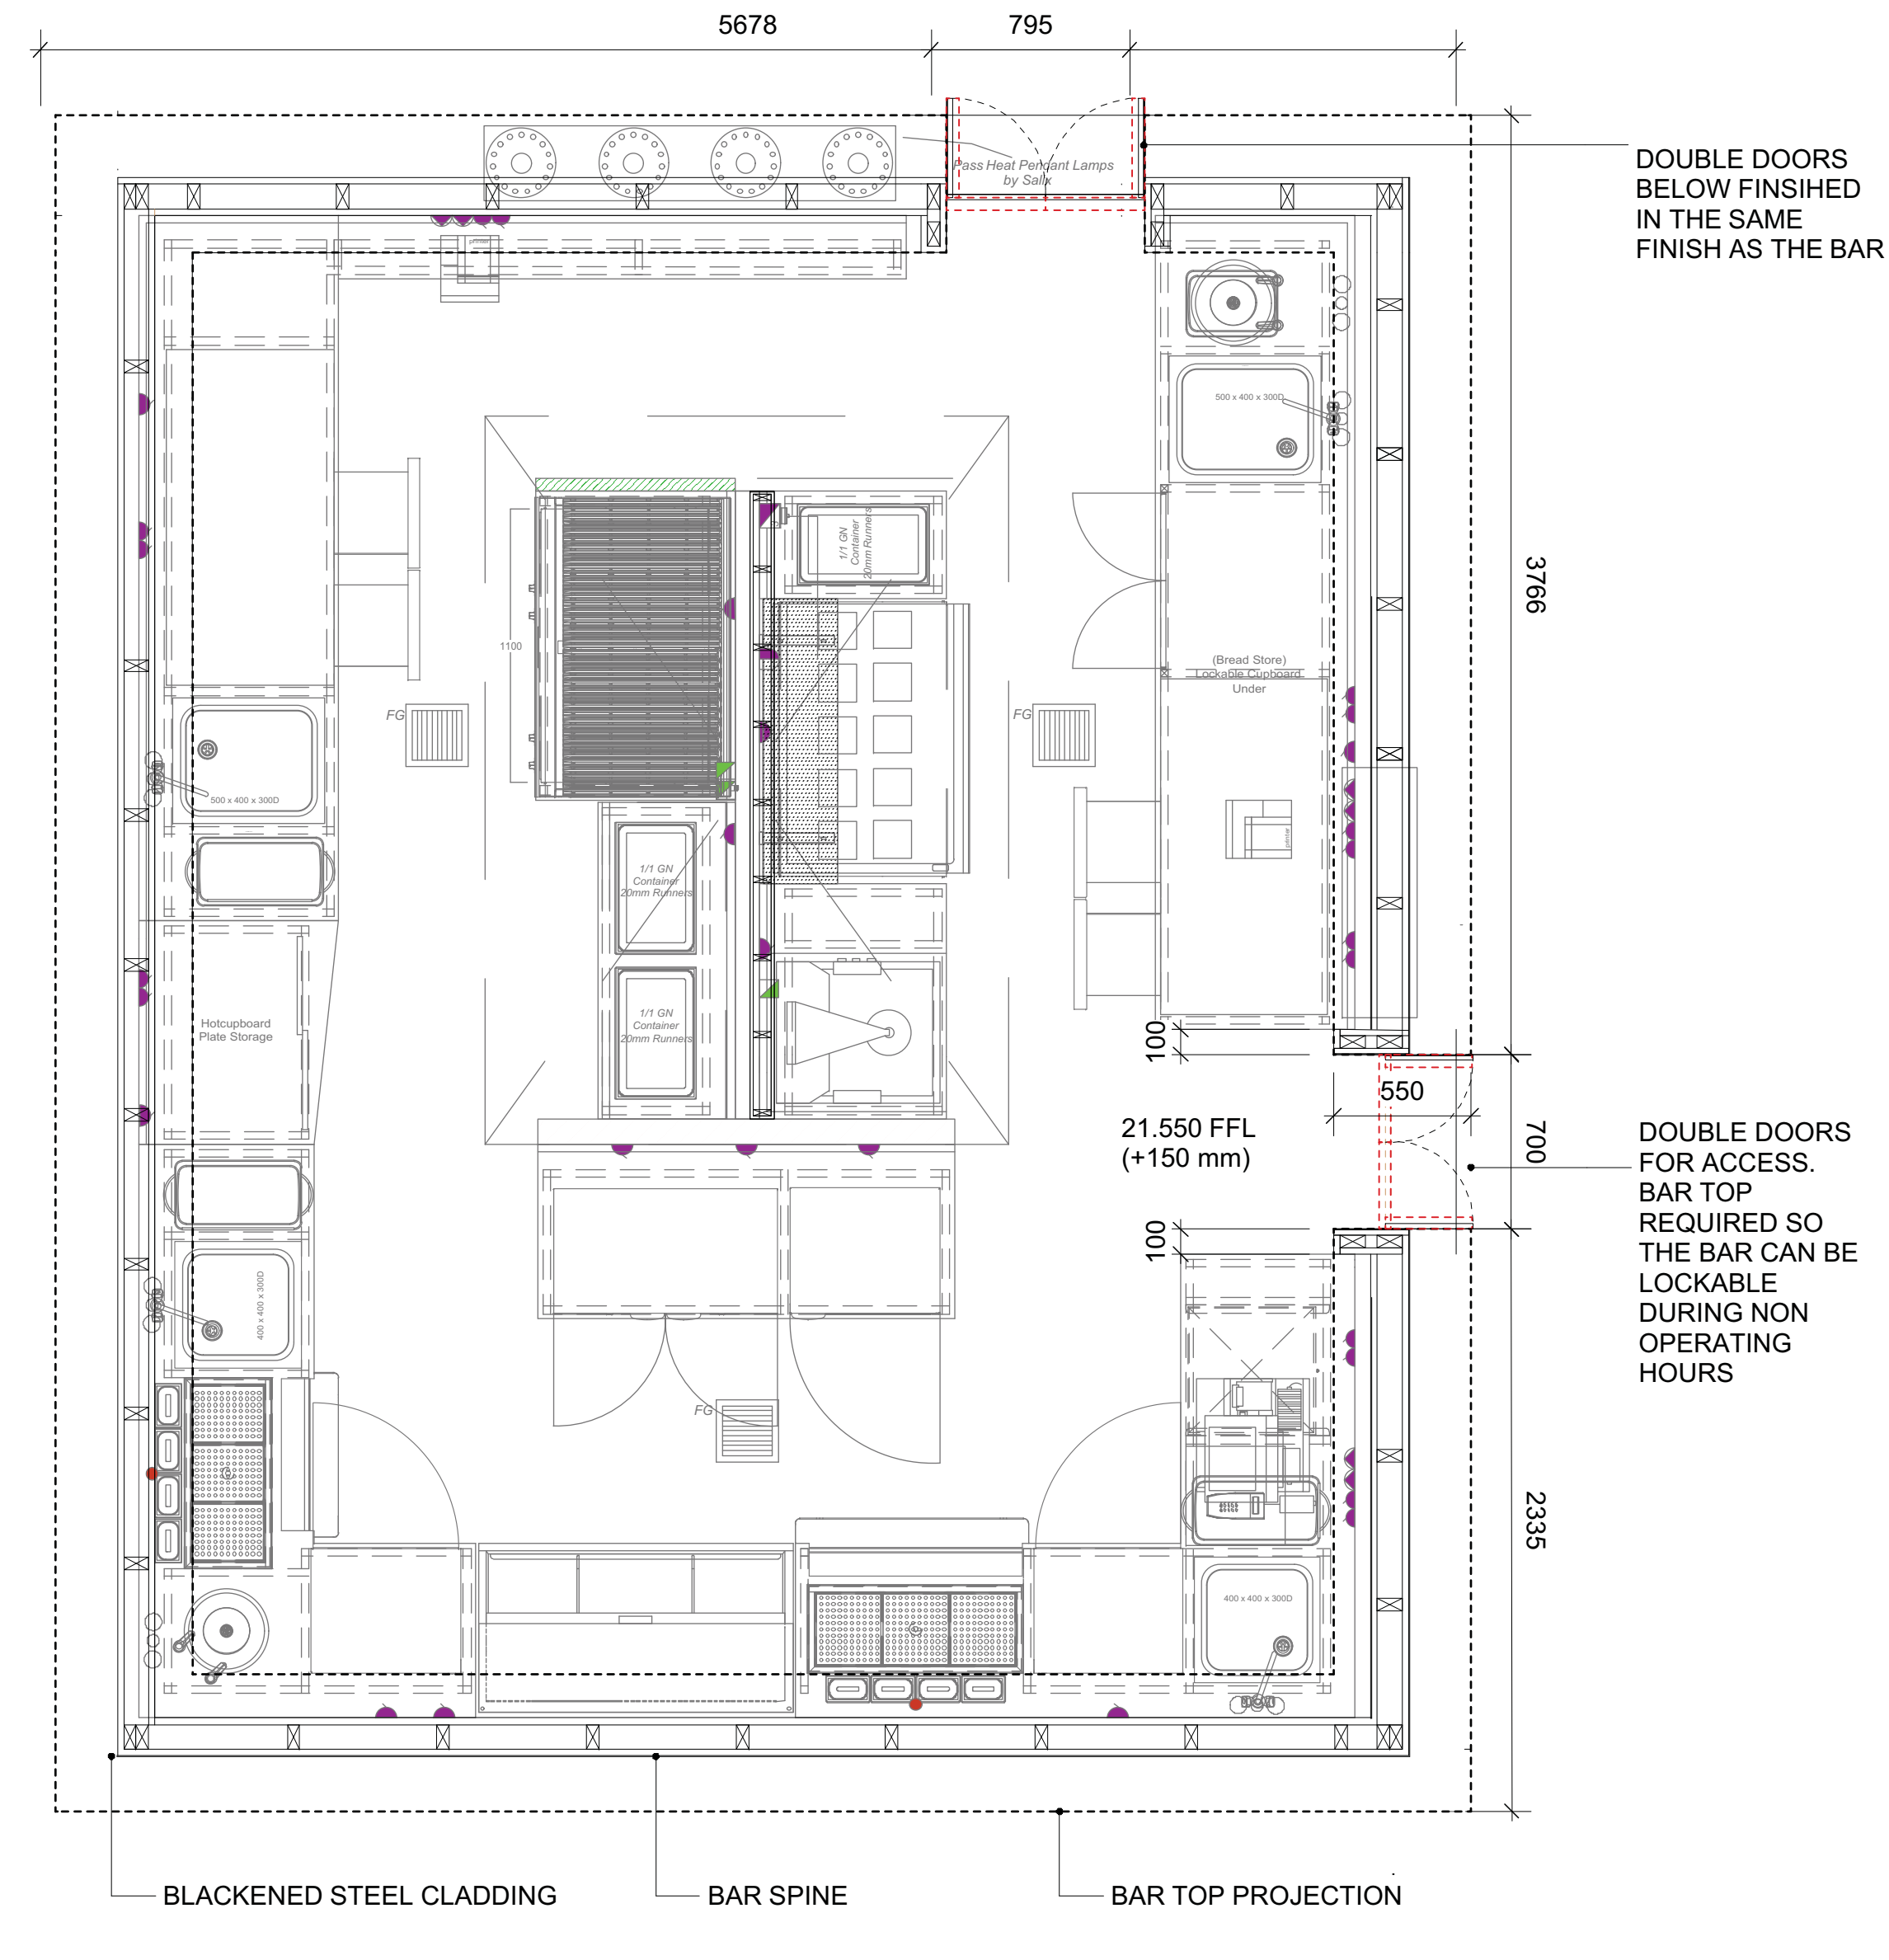 5678
795
DOUBLE DOORS
BELOW FINSIHED
IN THE SAME
FINISH AS THE BAR
Pass Heat Pendant Lamps
by Salix
printer
500 x 400 x 300D
1/1 GN
Container
20mm Runners
1100
3766
(Bread Store)
Lockable Cupboard
Under
FG
FG
500 x 400 x 300D
printer
1/1 GN
Container
20mm Runners
1/1 GN
Container
20mm Runners
Hotcupboard
Plate Storage
100
550
21.550 FFL
(+150 mm)
700
DOUBLE DOORS
FOR ACCESS.
BAR TOP
REQUIRED SO
THE BAR CAN BE
LOCKABLE
DURING NON
OPERATING
HOURS
100
400 x 400 x 300D
FG
2335
400 x 400 x 300D
BLACKENED STEEL CLADDING
BAR SPINE
BAR TOP PROJECTION